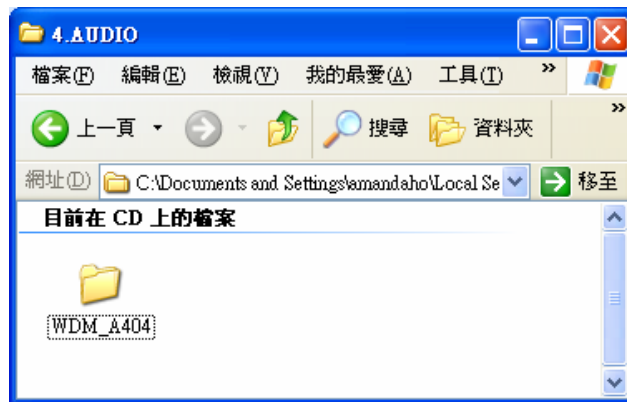 4.AUDIO
檔案(F) 編輯(E) 檢視(V) 我的最愛(A) 工具(T) »
上一頁 搜尋 資料夾 »
網址(D) C:\Documents and Settings\amandaho\Local Se 移至
目前在 CD 上的檔案
WDM_A404